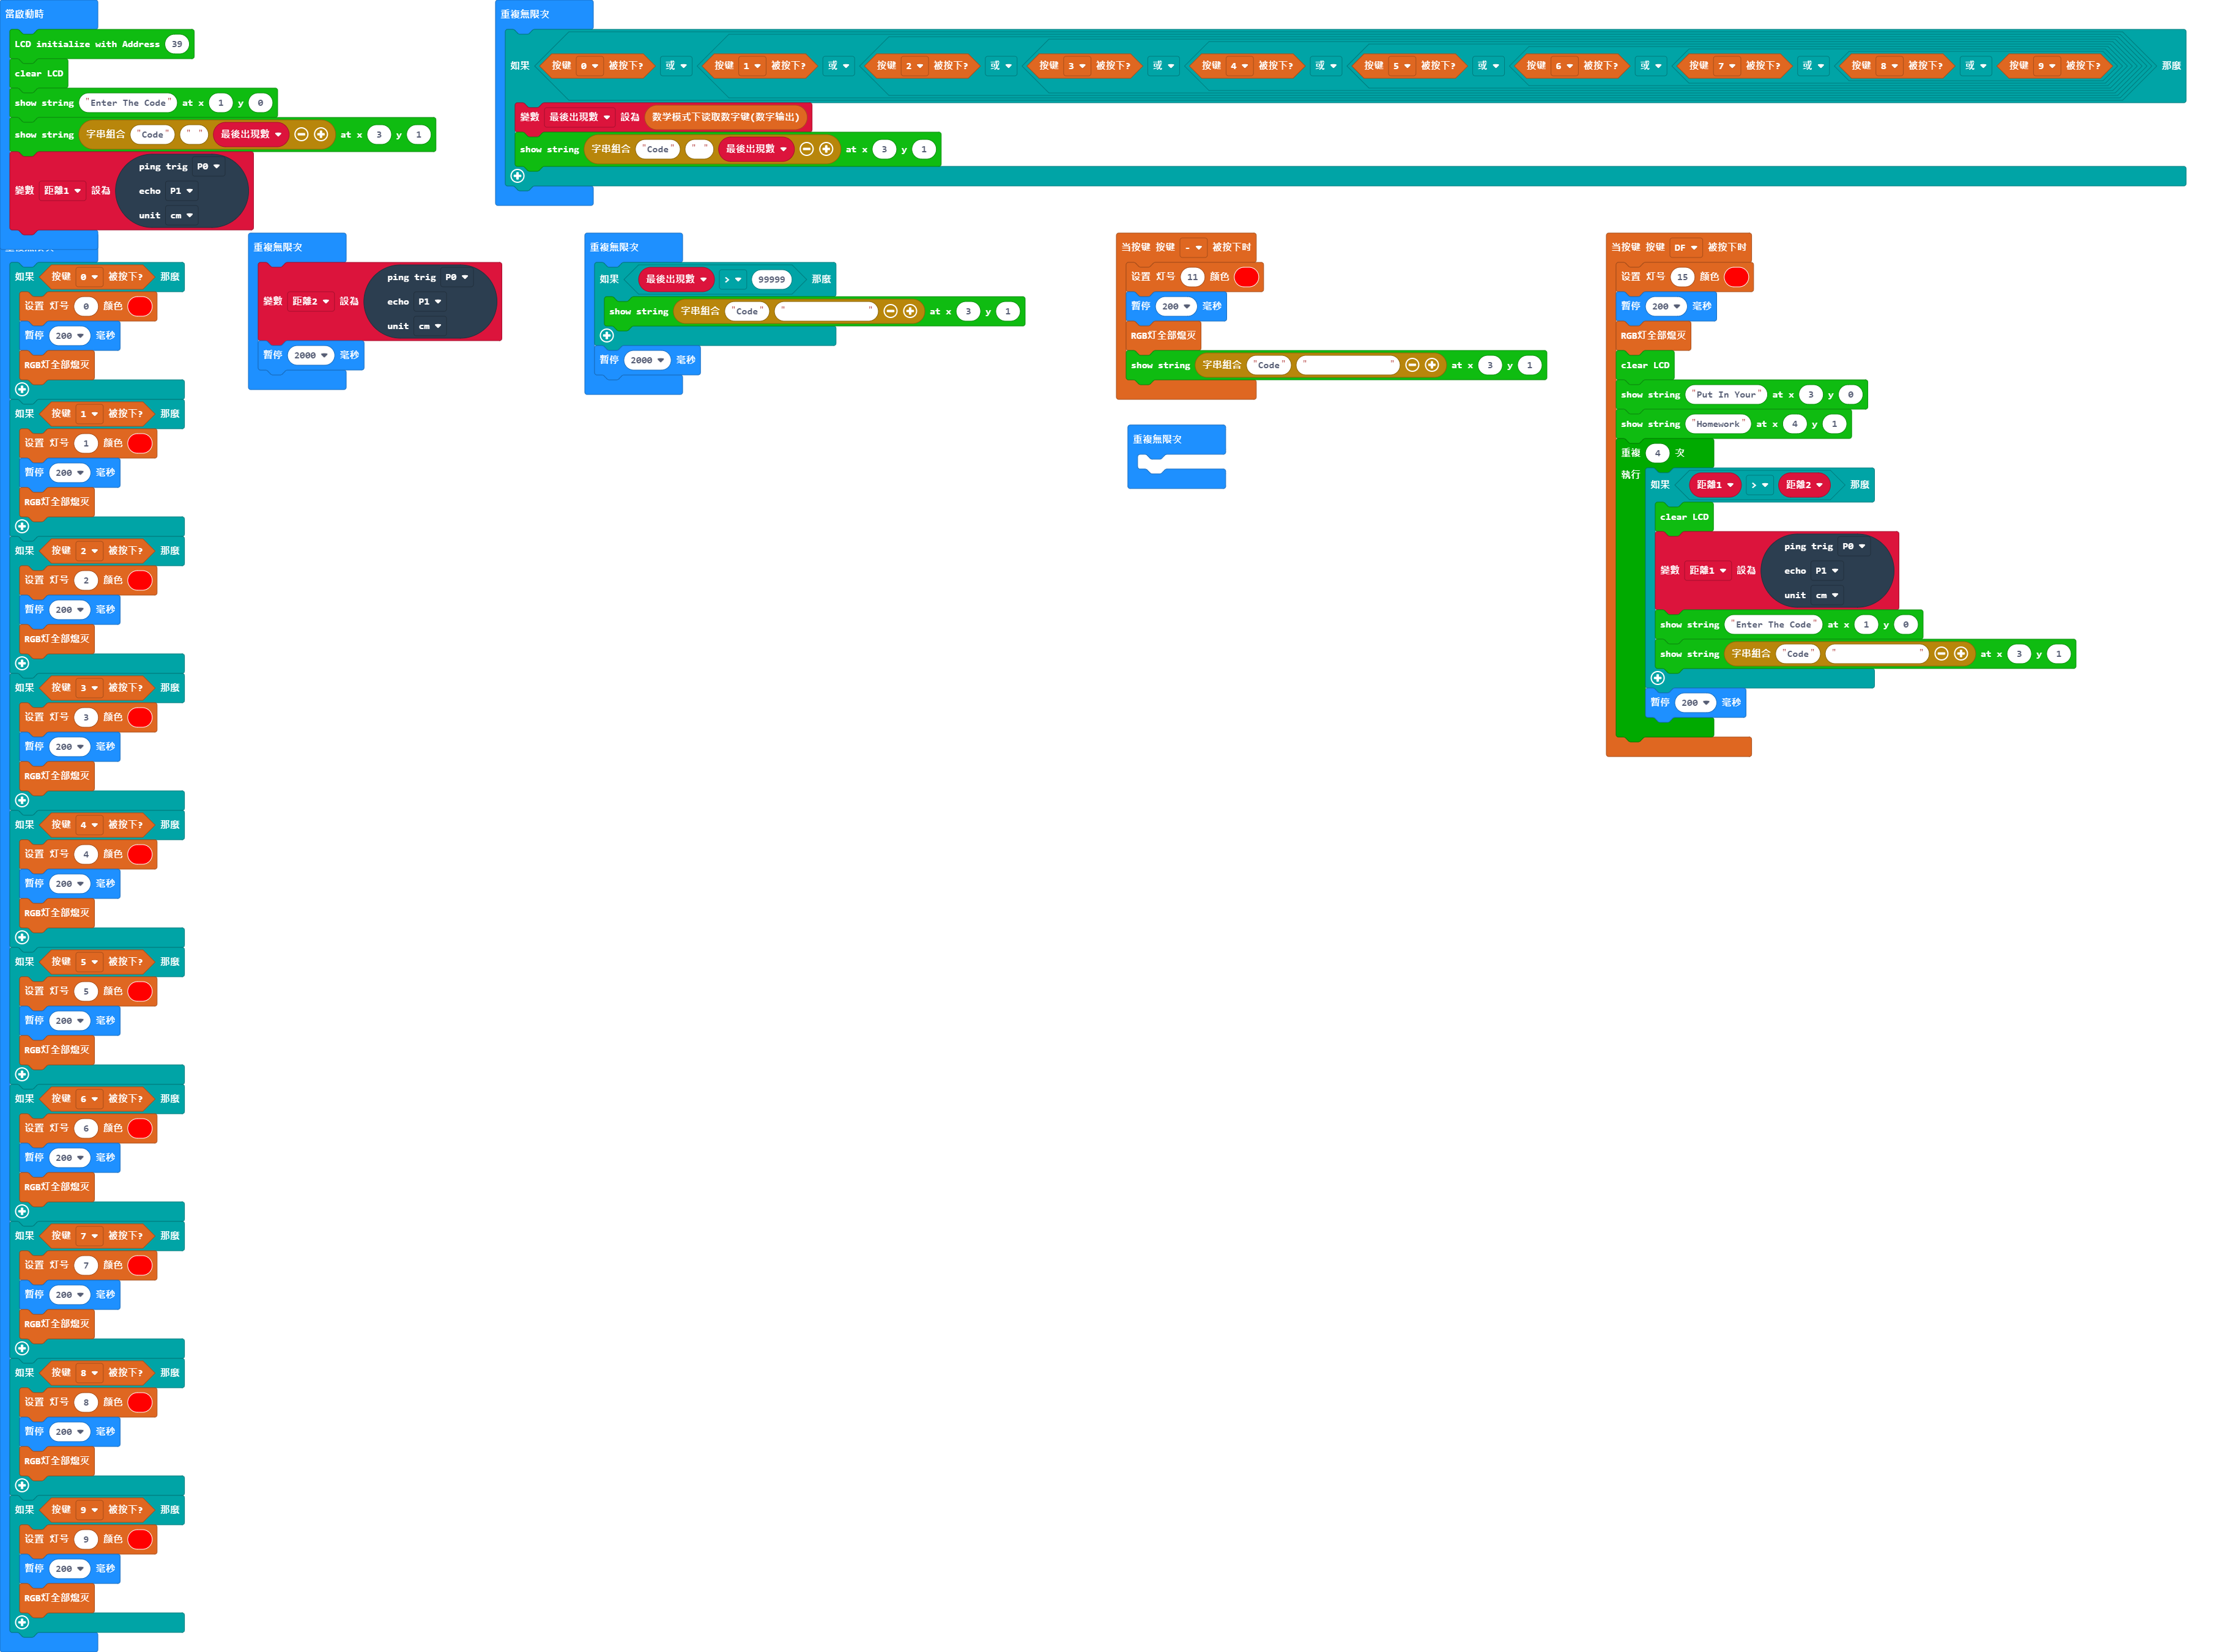 當啟動時
LCD initialize with Address 39
clear LCD
show string "Enter The Code" at x 1 y 0
show string 字串組合 "Code" " " 最後出現數 at x 3 y 1
變數 距離1 設為 ping trig P0
echo P1
unit cm
重複無限次
如果 按键 0 被按下? 或 按键 1 被按下? 或 按键 2 被按下? 或 按键 3 被按下? 或 按键 4 被按下? 或 按键 5 被按下? 或 按键 6 被按下? 或 按键 7 被按下? 或 按键 8 被按下? 或 按键 9 被按下? 那麼
變數 最後出現數 設為 数学模式下读取数字键(数字输出)
show string 字串組合 "Code" " " 最後出現數 at x 3 y 1
重複無限次
如果 按键 0 被按下? 那麼
设置 灯号 0 颜色
暫停 200 毫秒
RGB灯全部熄灭
如果 按键 1 被按下? 那麼
设置 灯号 1 颜色
暫停 200 毫秒
RGB灯全部熄灭
如果 按键 2 被按下? 那麼
设置 灯号 2 颜色
暫停 200 毫秒
RGB灯全部熄灭
如果 按键 3 被按下? 那麼
设置 灯号 3 颜色
暫停 200 毫秒
RGB灯全部熄灭
如果 按键 4 被按下? 那麼
设置 灯号 4 颜色
暫停 200 毫秒
RGB灯全部熄灭
如果 按键 5 被按下? 那麼
设置 灯号 5 颜色
暫停 200 毫秒
RGB灯全部熄灭
如果 按键 6 被按下? 那麼
设置 灯号 6 颜色
暫停 200 毫秒
RGB灯全部熄灭
如果 按键 7 被按下? 那麼
设置 灯号 7 颜色
暫停 200 毫秒
RGB灯全部熄灭
如果 按键 8 被按下? 那麼
设置 灯号 8 颜色
暫停 200 毫秒
RGB灯全部熄灭
如果 按键 9 被按下? 那麼
设置 灯号 9 颜色
暫停 200 毫秒
RGB灯全部熄灭
重複無限次
變數 距離2 設為 ping trig P0
echo P1
unit cm
暫停 2000 毫秒
重複無限次
如果 最後出現數 > 99999 那麼
show string 字串組合 "Code" " " at x 3 y 1
暫停 2000 毫秒
当按键 按键 - 被按下时
设置 灯号 11 颜色
暫停 200 毫秒
RGB灯全部熄灭
show string 字串組合 "Code" " " at x 3 y 1
重複無限次
当按键 按键 DF 被按下时
设置 灯号 15 颜色
暫停 200 毫秒
RGB灯全部熄灭
clear LCD
show string "Put In Your" at x 3 y 0
show string "Homework" at x 4 y 1
重複 4 次
執行 如果 距離1 > 距離2 那麼
clear LCD
變數 距離1 設為 ping trig P0
echo P1
unit cm
show string "Enter The Code" at x 1 y 0
show string 字串組合 "Code" " " at x 3 y 1
暫停 200 毫秒